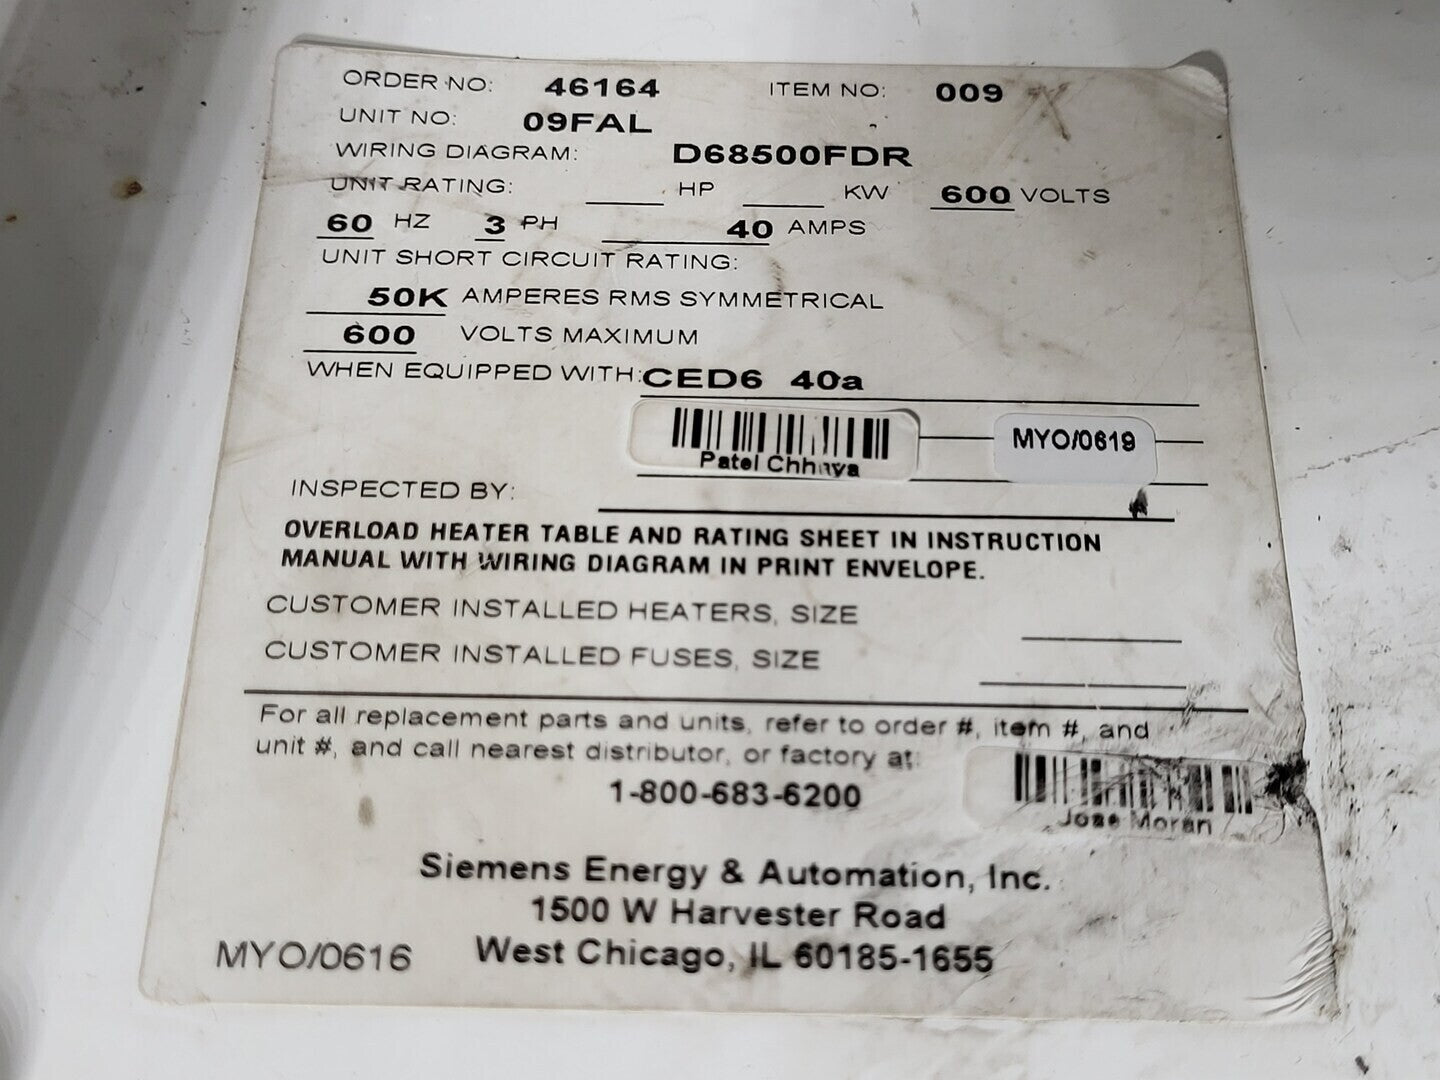 ORDER NO: 46164 ITEM NO: 009
UNIT NO: 09FAL
WIRING DIAGRAM: D68500FDR
UNIT RATING: HP KW 600 VOLTS
60 HZ 3 PH 40 AMPS
UNIT SHORT CIRCUIT RATING:
50K AMPERES RMS SYMMETRICAL
600 VOLTS MAXIMUM
WHEN EQUIPPED WITH: CED6 40a
MYO/0619
Patel Chhaya
INSPECTED BY:
OVERLOAD HEATER TABLE AND RATING SHEET IN INSTRUCTION
MANUAL WITH WIRING DIAGRAM IN PRINT ENVELOPE.
CUSTOMER INSTALLED HEATERS, SIZE
CUSTOMER INSTALLED FUSES, SIZE
For all replacement parts and units, refer to order #, item #, and
unit #, and call nearest distributor, or factory at:
1-800-683-6200
Jose Moran
Siemens Energy & Automation, Inc.
1500 W Harvester Road
West Chicago, IL 60185-1655
MYO/0616